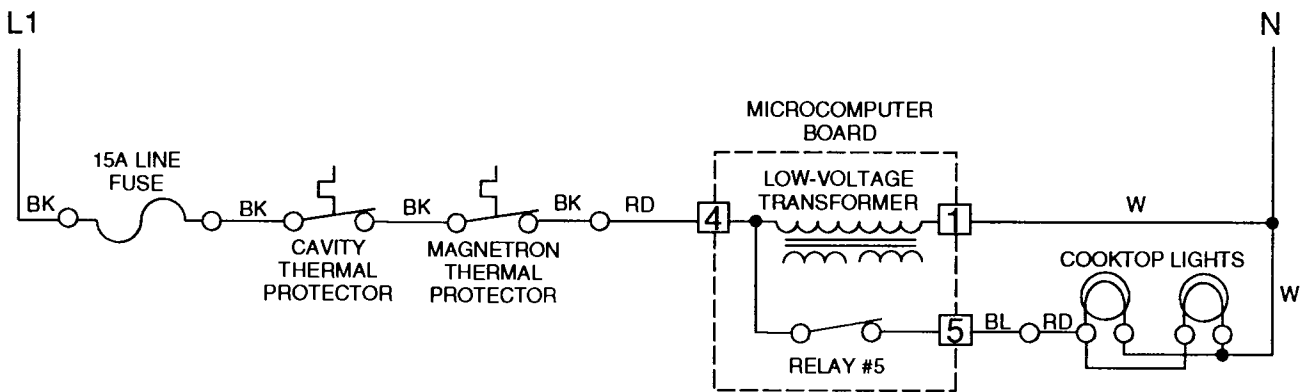 L1
N
MICROCOMPUTER
BOARD
15A LINE
FUSE
LOW-VOLTAGE
TRANSFORMER
BK
BK
BK
BK
RD
4
1
W
CAVITY
THERMAL
PROTECTOR
MAGNETRON
THERMAL
PROTECTOR
COOKTOP LIGHTS
W
RELAY #5
5
BL
RD